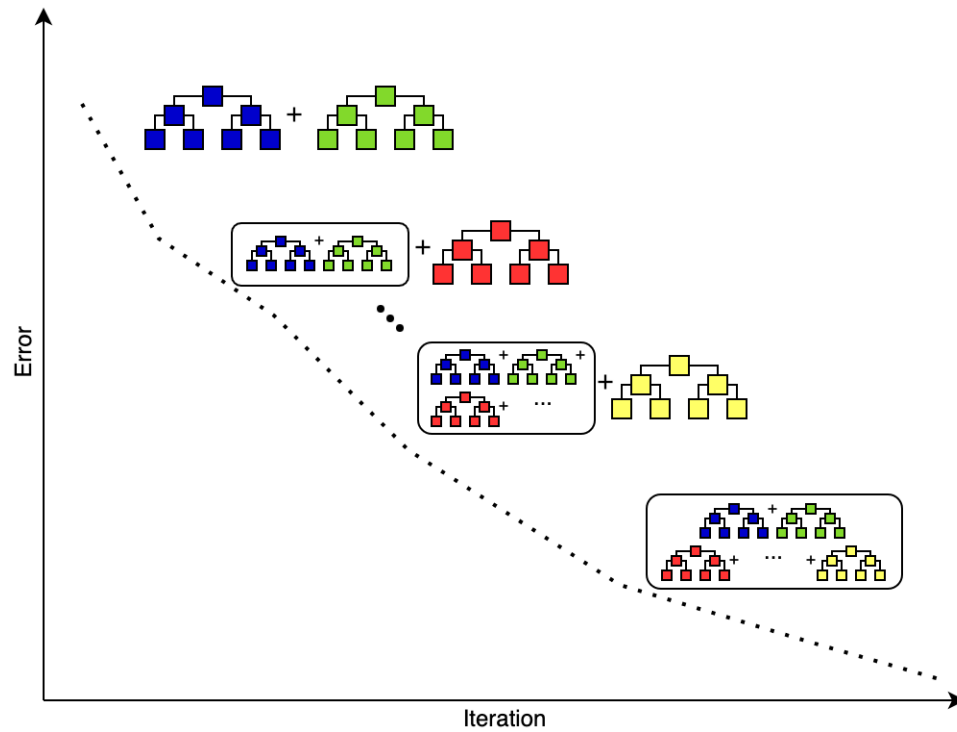 Error
+
+
+
+ +
+
+ ...
+
+ ... +
Iteration